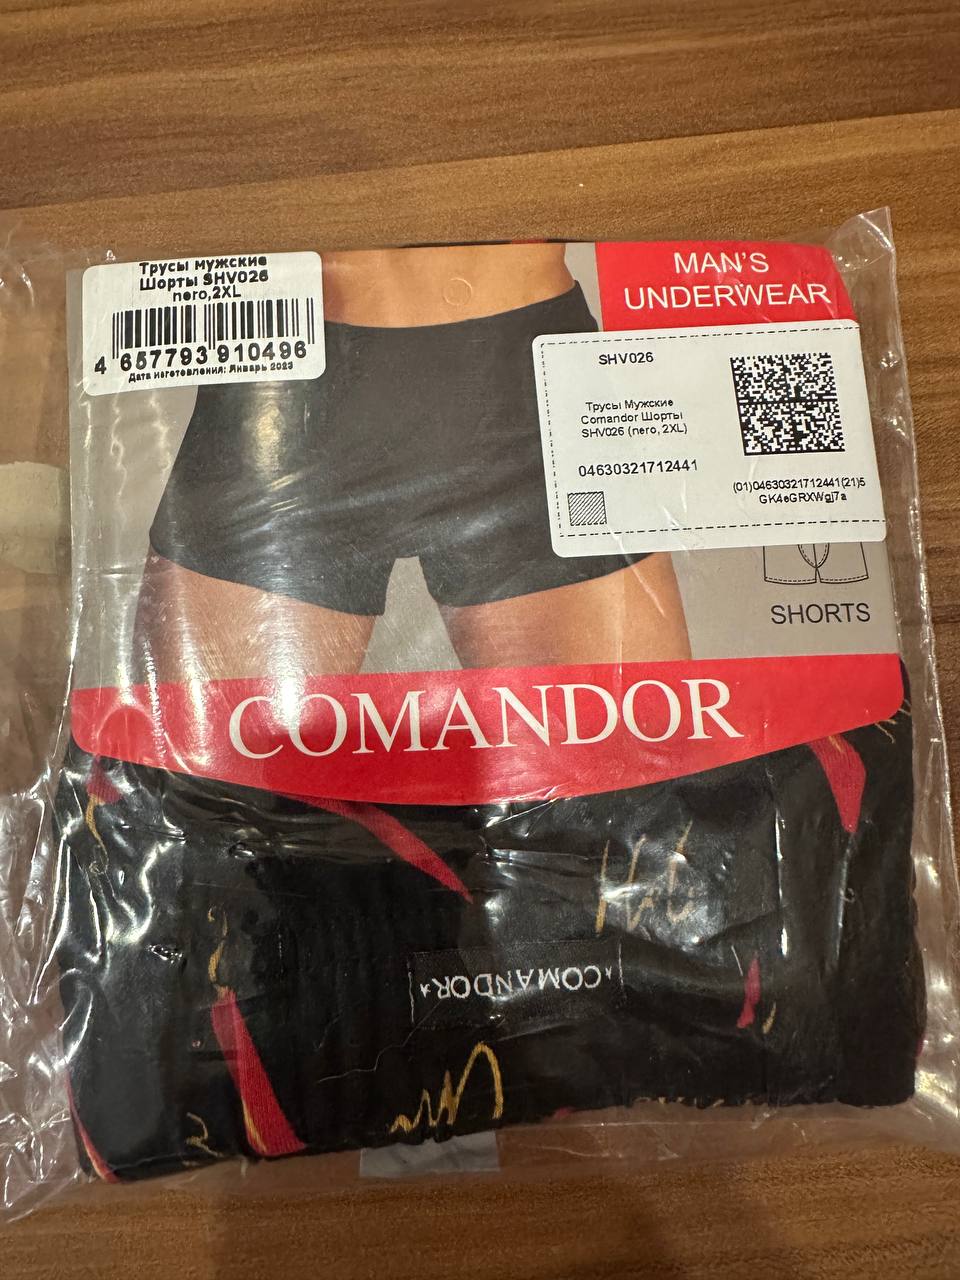 Трусы мужские
Шорты SHV026
nero,2XL
4 657793 910496
Дата изготовления: Январь 2023
MAN'S
UNDERWEAR
SHV026
Трусы Мужские
Comandor Шорты
SHV026 (nero, 2XL)
04630321712441
(01)04630321712441(21)5
GK4eGRXWgj7a
SHORTS
COMANDOR
*COMANDOR*